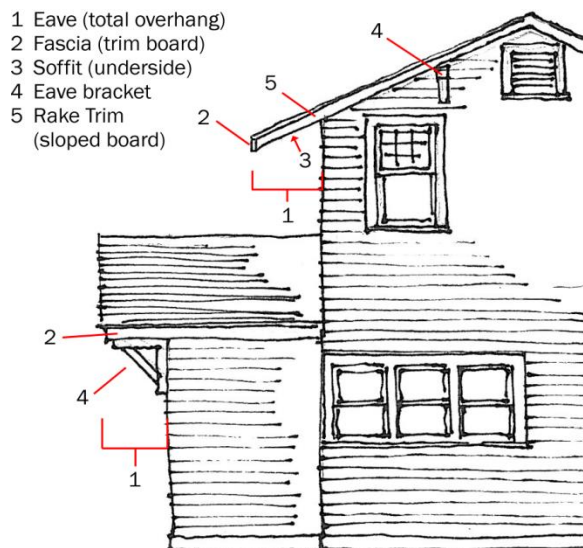 1 Eave (total overhang)
2 Fascia (trim board)
3 Soffit (underside)
4 Eave bracket
5 Rake Trim
(sloped board)
4
5
2
3
1
2
4
1